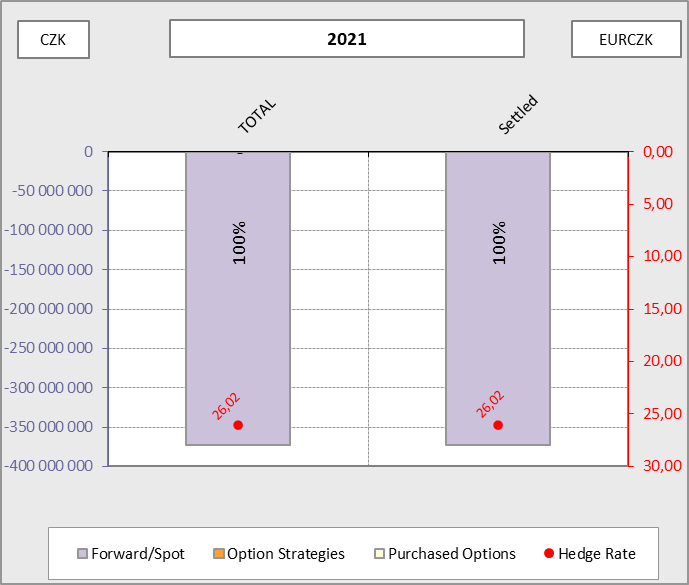 CZK 2021 EURCZK
TOTAL Settled
0 0,00
-50 000 000 5,00
-100 000 000 10,00
-150 000 000 15,00
-200 000 000 20,00
-250 000 000 25,00
-300 000 000 30,00
-350 000 000
-400 000 000
100% 100%
26,02 26,02
Forward/Spot Option Strategies Purchased Options Hedge Rate